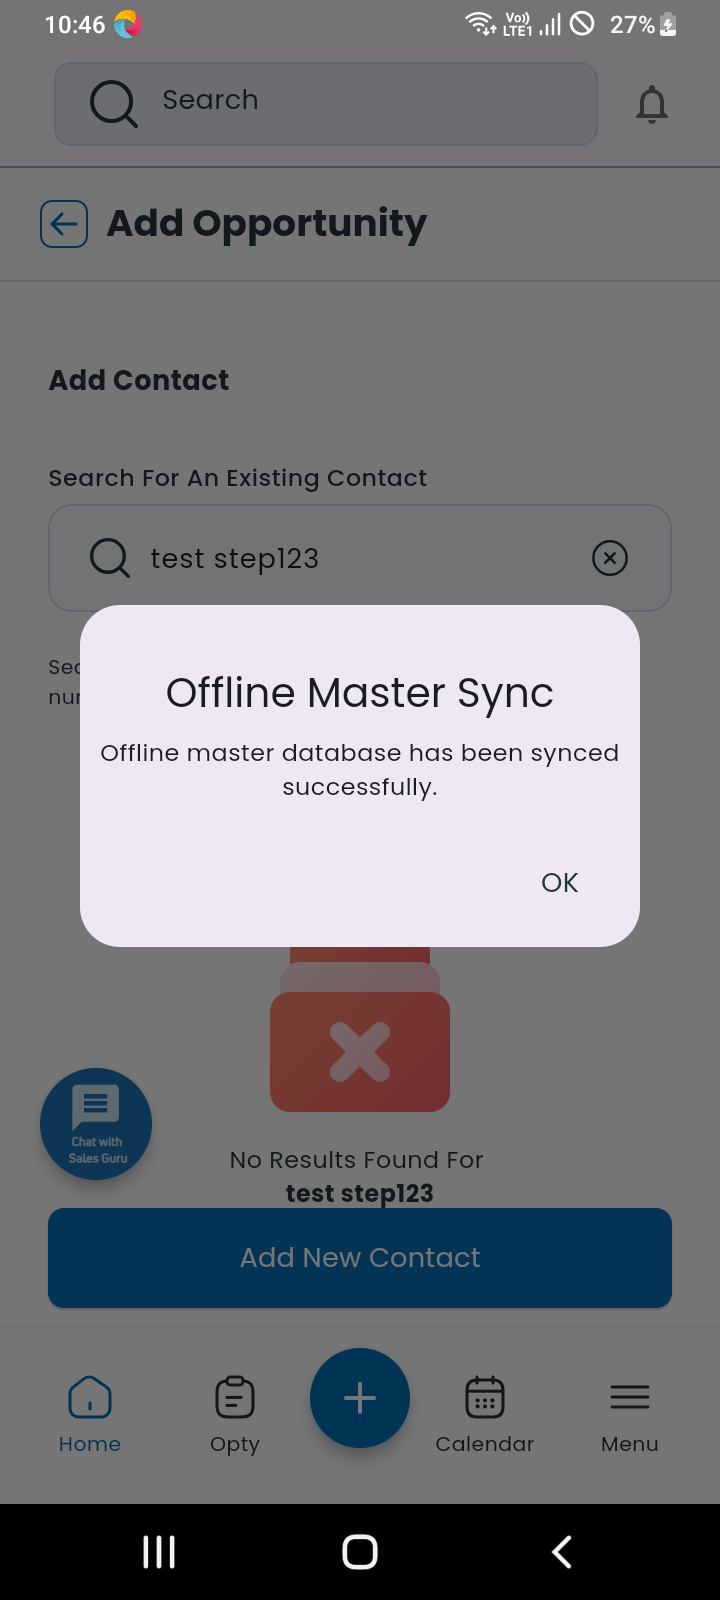 10:46
Vo))
LTE1
27%
Search
Add Opportunity
Add Contact
Search For An Existing Contact
test step123
Offline Master Sync
Offline master database has been synced
successfully.
OK
Chat with
Sales Guru
No Results Found For
test step123
Add New Contact
Home
Opty
Calendar
Menu